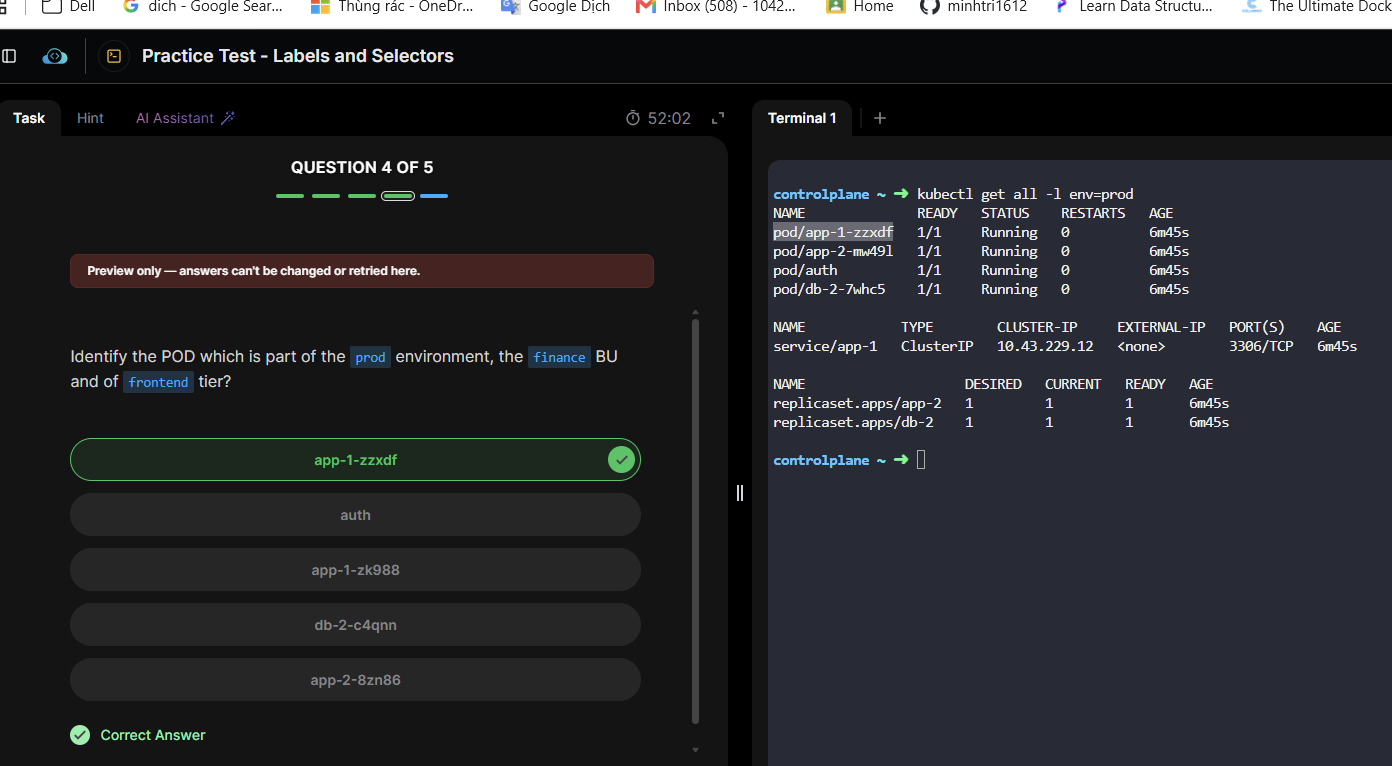 Dell dich - Google Sear... Thùng rác - OneDr... Google Dịch Inbox (508) - 1042... Home minhtri1612 Learn Data Structu... The Ultimate Dock
Practice Test - Labels and Selectors
Task Hint AI Assistant 52:02
QUESTION 4 OF 5
Preview only — answers can't be changed or retried here.
Identify the POD which is part of the prod environment, the finance BU
and of frontend tier?
app-1-zzxdf
auth
app-1-zk988
db-2-c4qnn
app-2-8zn86
Correct Answer
Terminal 1 +
controlplane ~ ➜ kubectl get all -l env=prod
NAME READY STATUS RESTARTS AGE
pod/app-1-zzxdf 1/1 Running 0 6m45s
pod/app-2-mw49l 1/1 Running 0 6m45s
pod/auth 1/1 Running 0 6m45s
pod/db-2-7whc5 1/1 Running 0 6m45s
NAME TYPE CLUSTER-IP EXTERNAL-IP PORT(S) AGE
service/app-1 ClusterIP 10.43.229.12 <none> 3306/TCP 6m45s
NAME DESIRED CURRENT READY AGE
replicaset.apps/app-2 1 1 1 6m45s
replicaset.apps/db-2 1 1 1 6m45s
controlplane ~ ➜